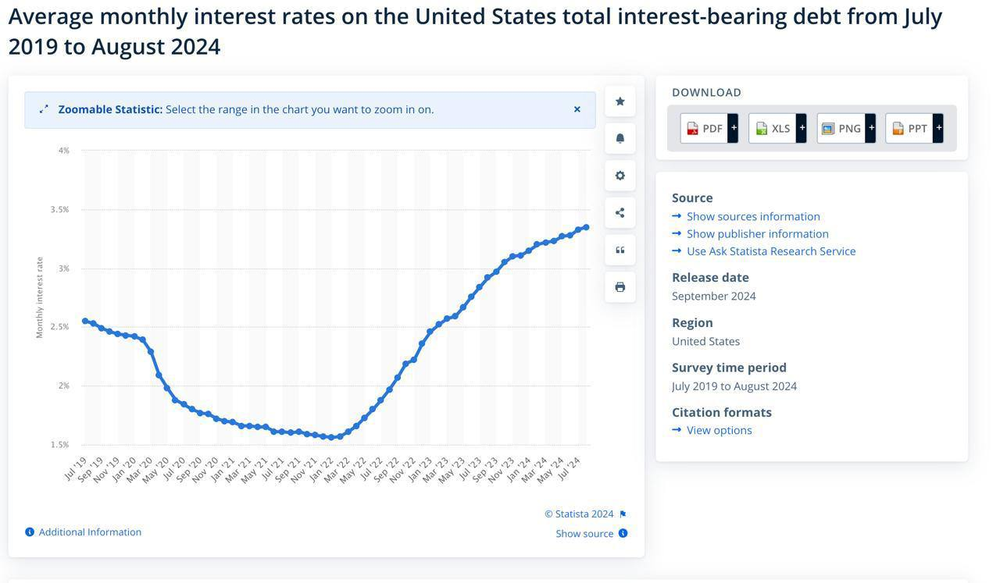 Average monthly interest rates on the United States total interest-bearing debt from July
2019 to August 2024
Zoomable Statistic: Select the range in the chart you want to zoom in on.
×
4%
3.5%
3%
2.5%
2%
1.5%
Monthly interest rate
Jul '19
Sep '19
Nov '19
Jan '20
Mar '20
May '20
Jul '20
Sep '20
Nov '20
Jan '21
Mar '21
May '21
Jul '21
Sep '21
Nov '21
Jan '22
Mar '22
May '22
Jul '22
Sep '22
Nov '22
Jan '23
Mar '23
May '23
Jul '23
Sep '23
Nov '23
Jan '24
Mar '24
May '24
Jul '24
© Statista 2024
Additional Information
Show source
DOWNLOAD
PDF + XLS + PNG + PPT +
Source
→ Show sources information
→ Show publisher information
→ Use Ask Statista Research Service
Release date
September 2024
Region
United States
Survey time period
July 2019 to August 2024
Citation formats
→ View options